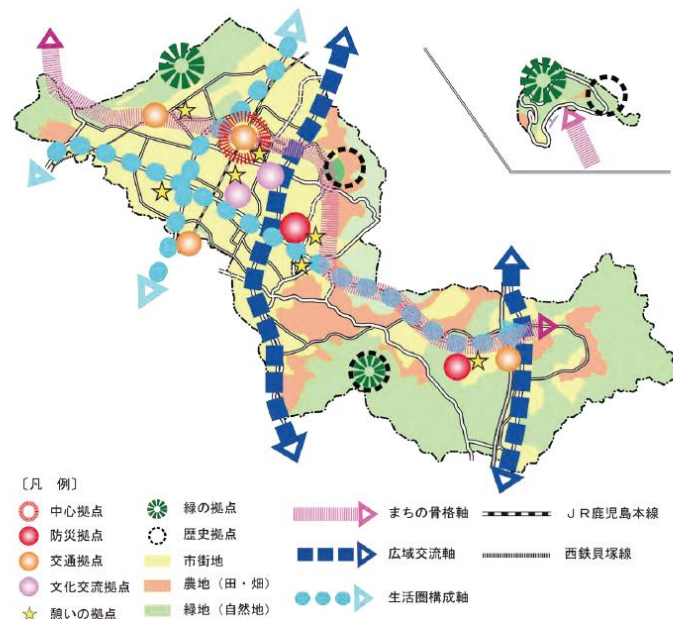 〔凡　例〕
中心拠点
防災拠点
交通拠点
文化交流拠点
憩いの拠点
緑の拠点
歴史拠点
市街地
農地（田・畑）
緑地（自然地）
まちの骨格軸
広域交流軸
生活圏構成軸
ＪＲ鹿児島本線
西鉄貝塚線